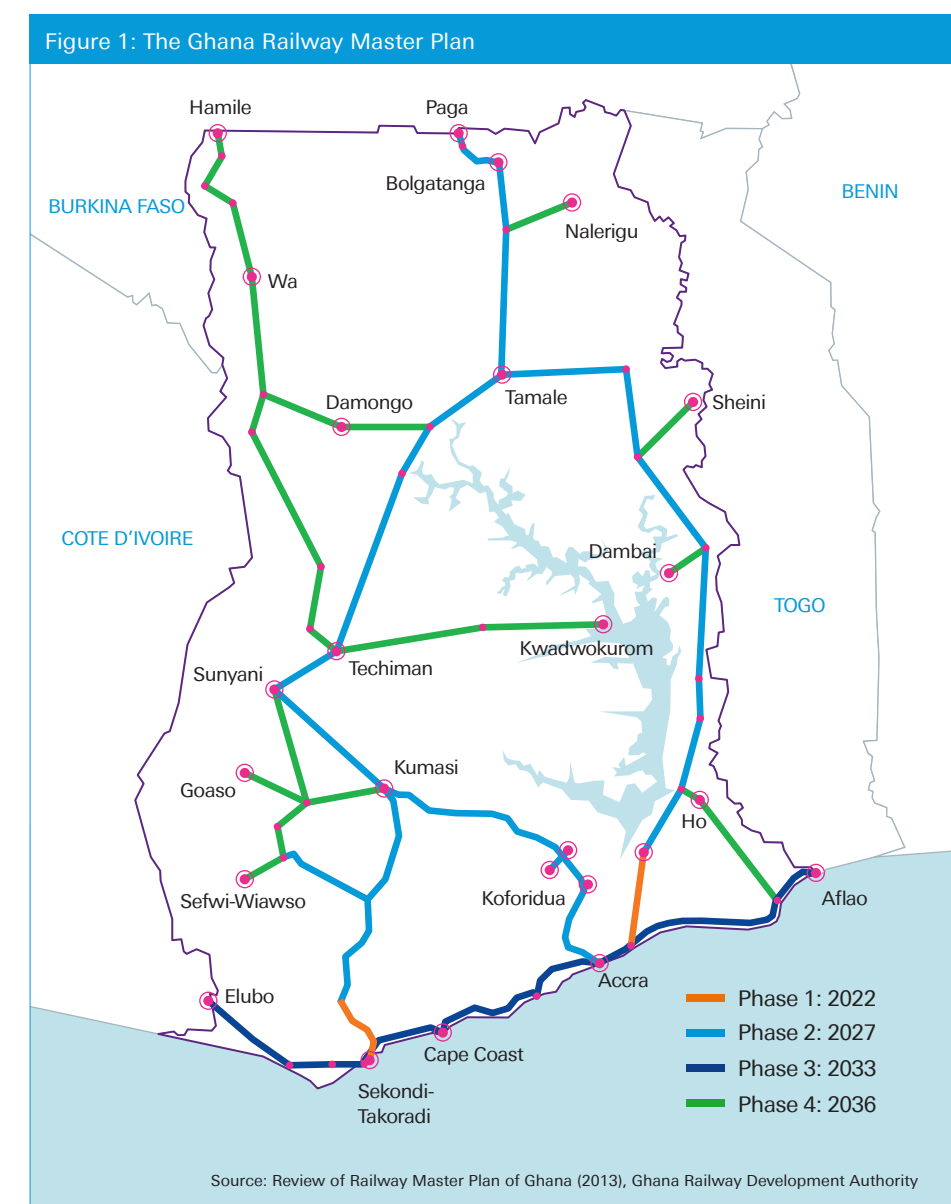 Figure 1: The Ghana Railway Master Plan
Hamile
Paga
Bolgatanga
BURKINA FASO
BENIN
Nalerigu
Wa
Damongo
Tamale
Sheini
COTE D’IVOIRE
Dambai
TOGO
Kwadwokurom
Techiman
Sunyani
Kumasi
Goaso
Ho
Koforidua
Sefwi-Wiawso
Aflao
Accra
Elubo
Cape Coast
Sekondi-
Takoradi
Phase 1: 2022
Phase 2: 2027
Phase 3: 2033
Phase 4: 2036
Source: Review of Railway Master Plan of Ghana (2013), Ghana Railway Development Authority